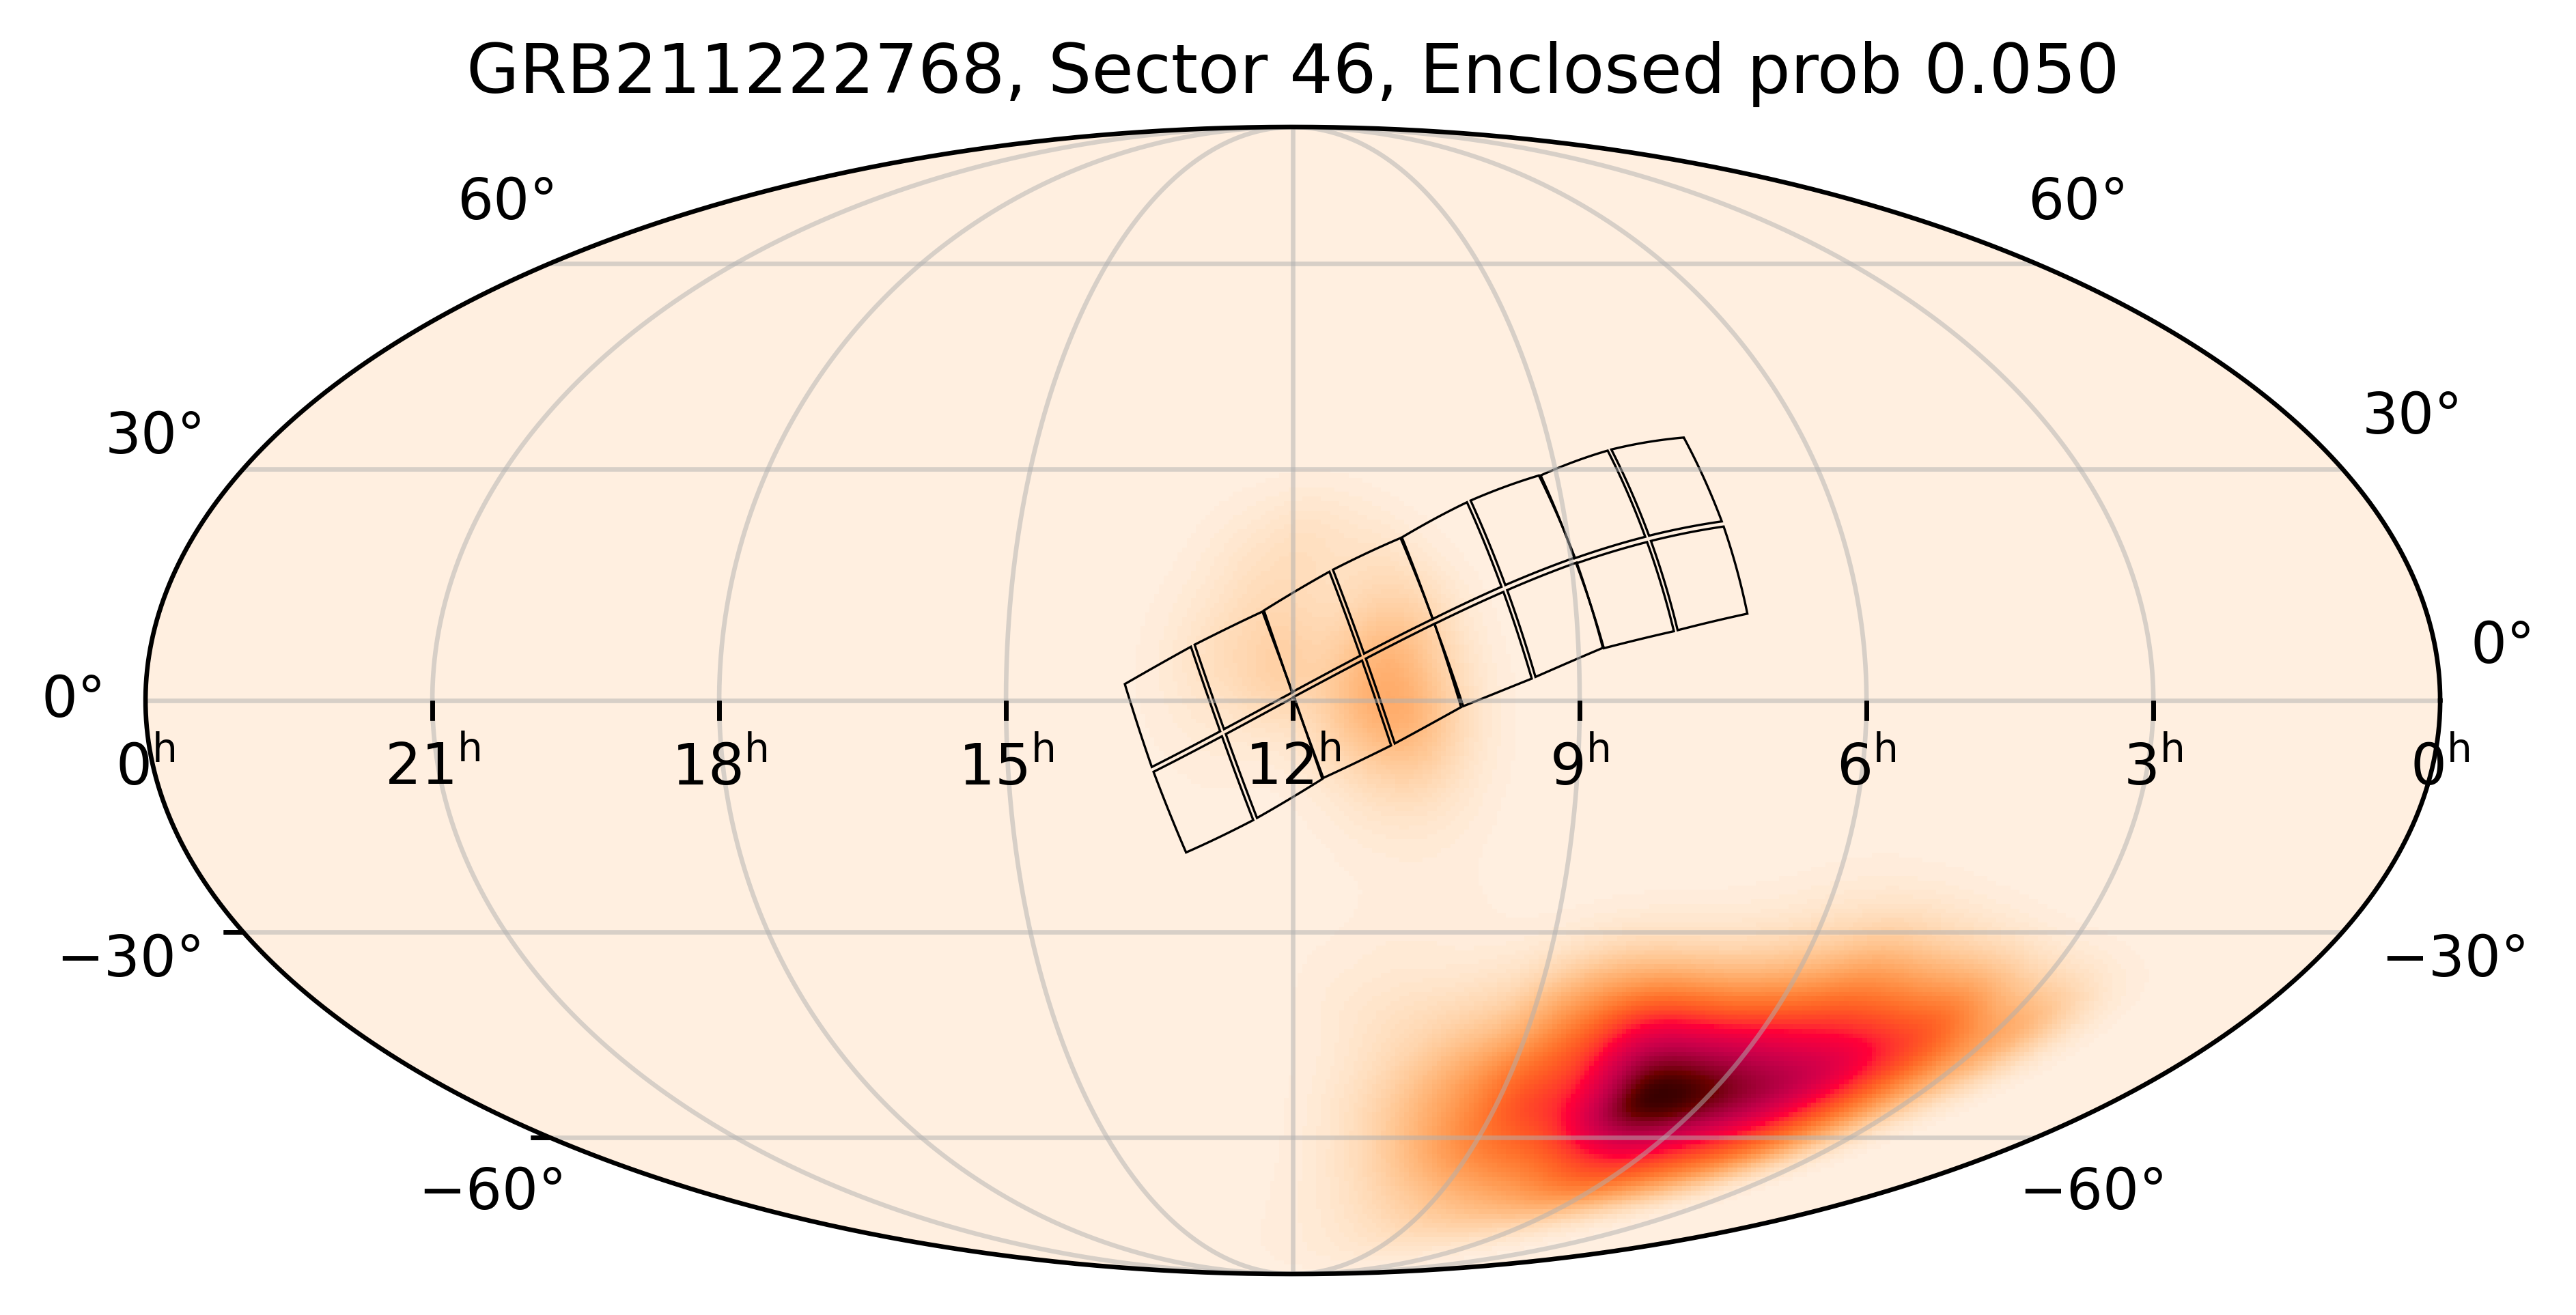 GRB211222768, Sector 46, Enclosed prob 0.050
60° 60°
30° 30°
0° 0°
0ʰ 21ʰ 18ʰ 15ʰ 12ʰ 9ʰ 6ʰ 3ʰ 0ʰ
−30° −30°
−60° −60°